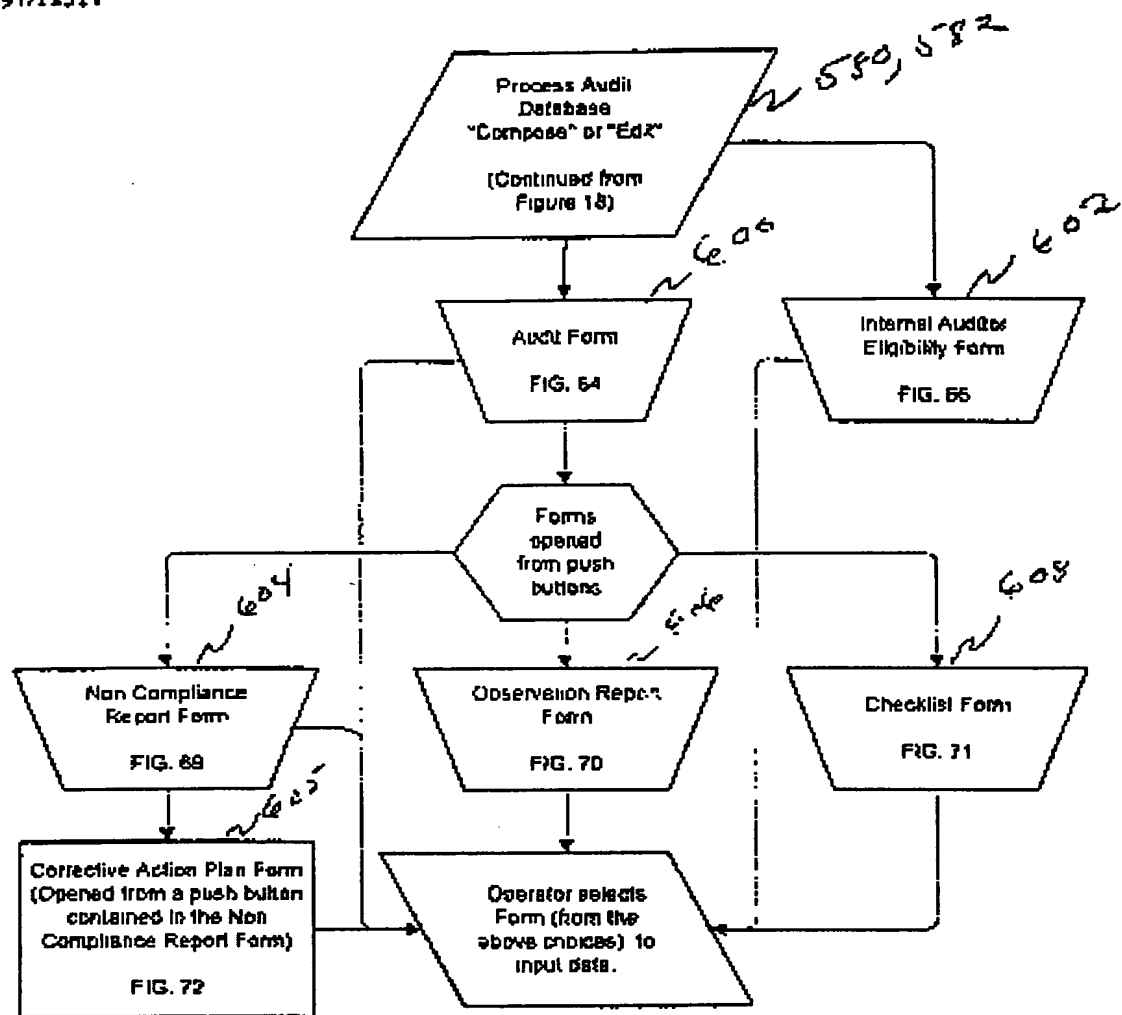 580, 582
Process Audit
Database
"Compose" or "Edit"
(Continued from
Figure 18)
600
602
Audit Form
FIG. 64
Internal Auditor
Eligibility Form
FIG. 66
Forms
opened
from push
buttons
604
608
Non Compliance
Report Form
FIG. 69
Observation Report
Form
FIG. 70
Checklist Form
FIG. 71
605
Corrective Action Plan Form
(Opened from a push button
contained in the Non
Compliance Report Form)
FIG. 72
Operator selects
Form (from the
above choices) to
input data.